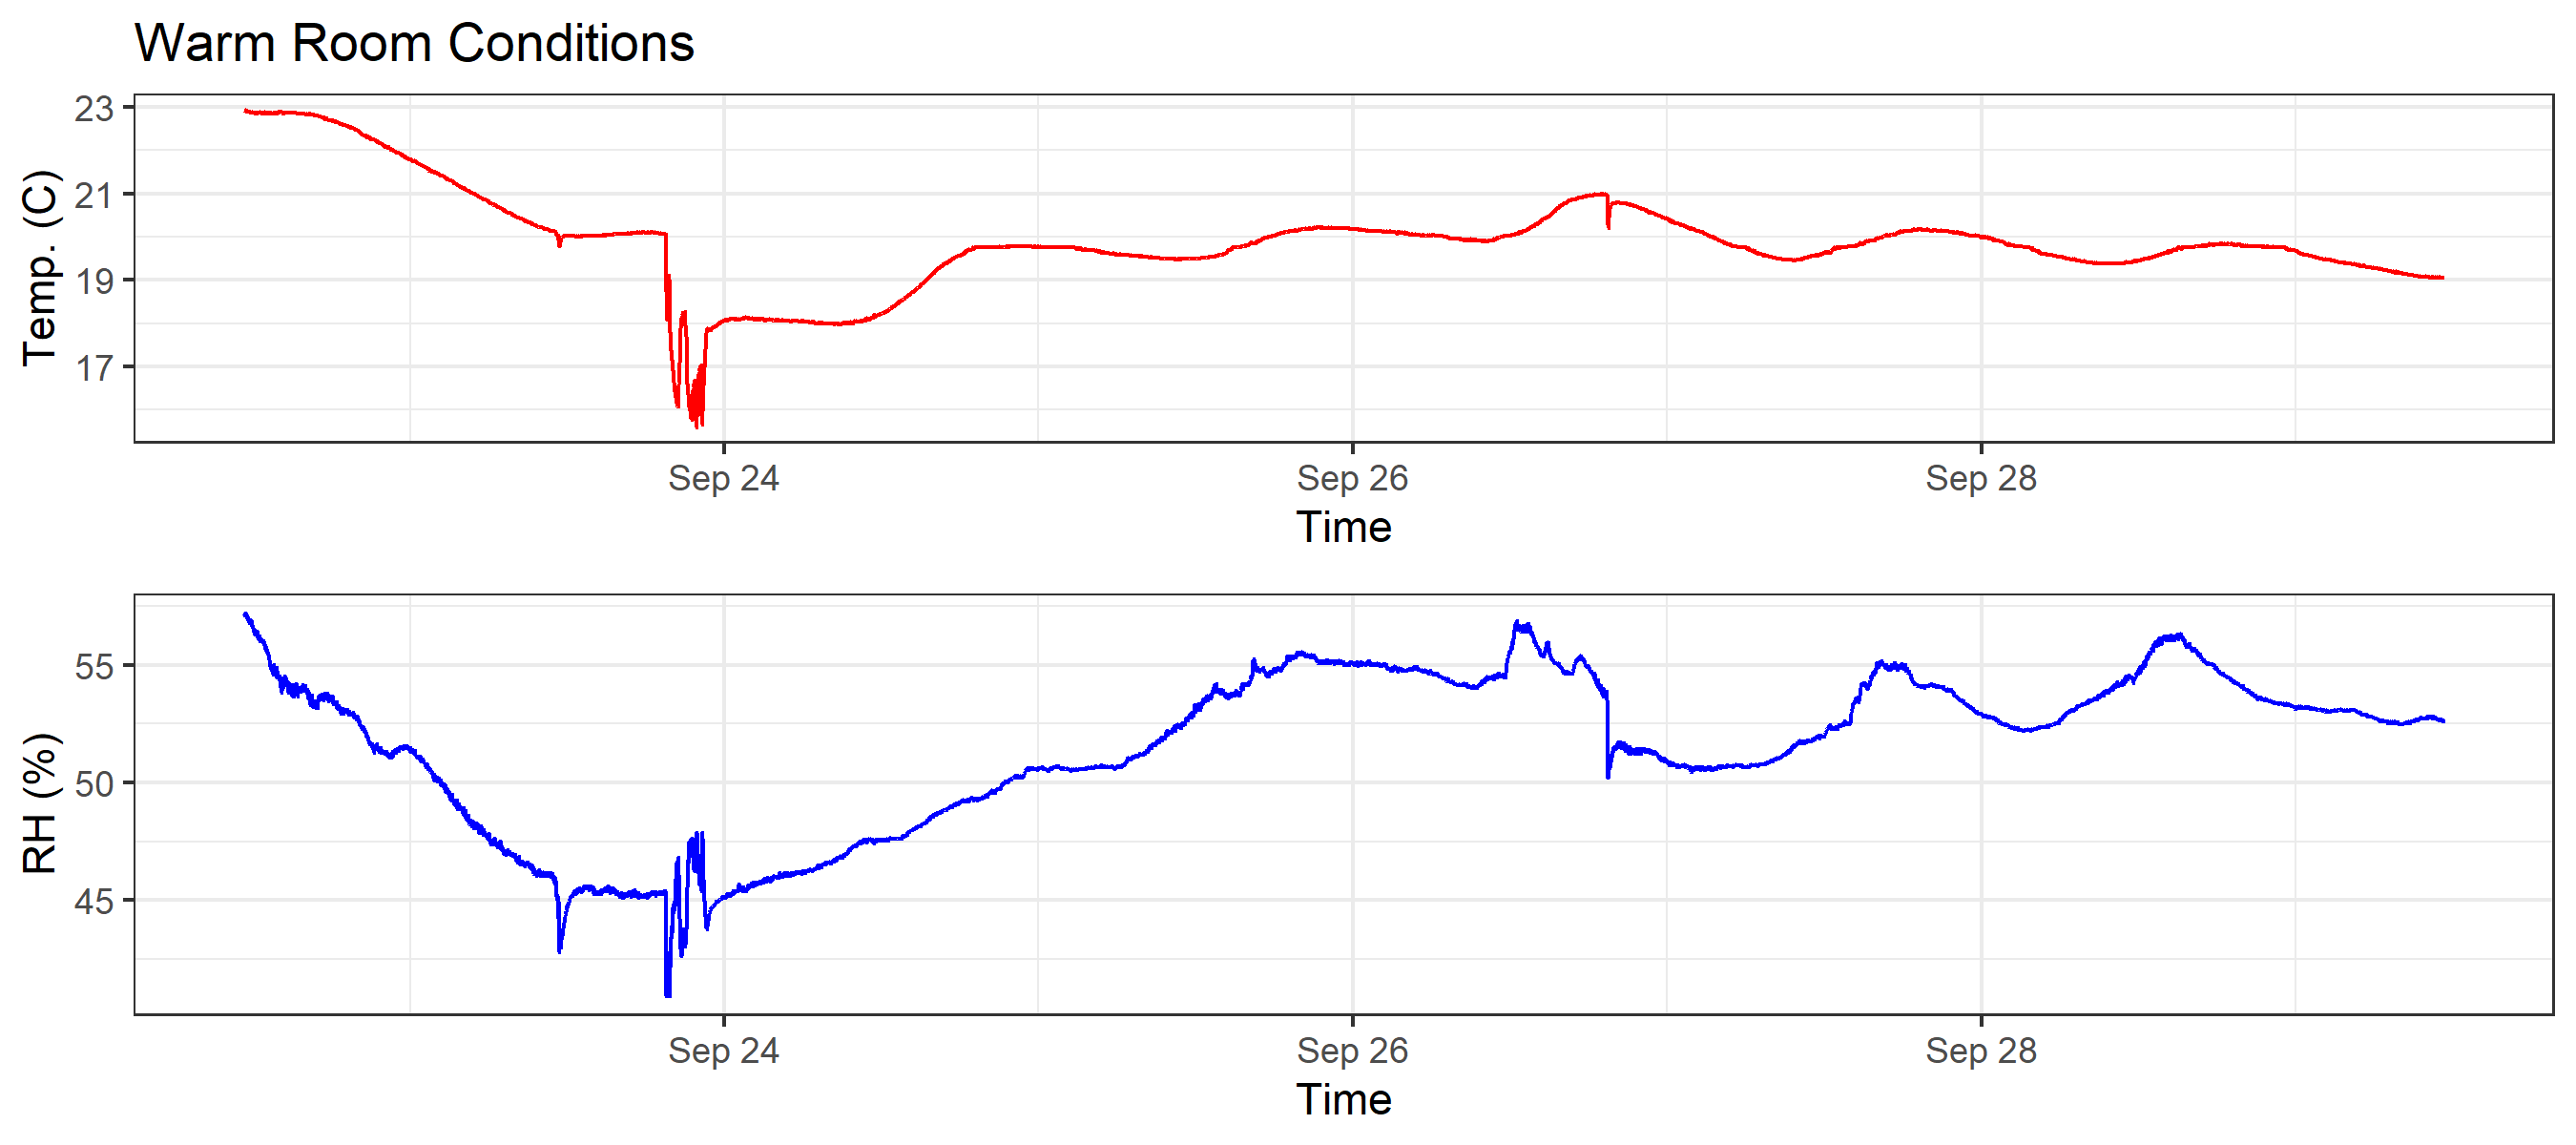 Warm Room Conditions
23
21
19
17
Temp. (C)
Sep 24 Sep 26 Sep 28
Time
55
50
45
RH (%)
Sep 24 Sep 26 Sep 28
Time